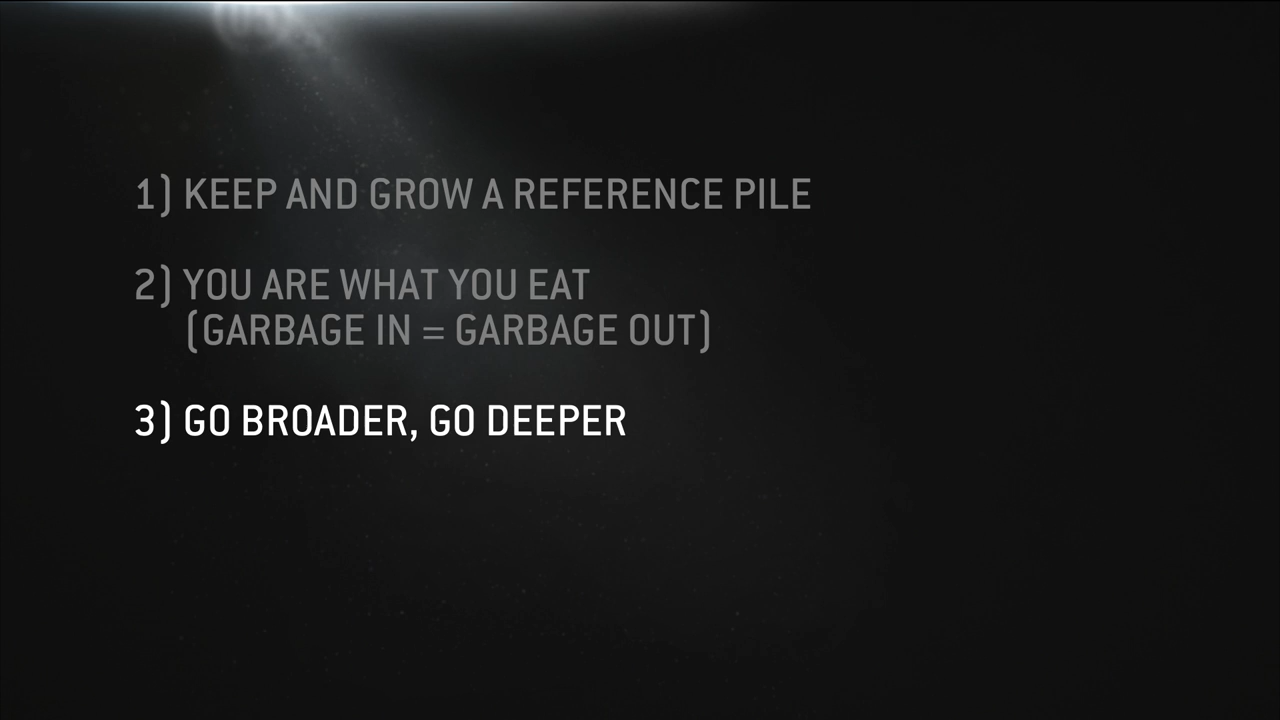 1) KEEP AND GROW A REFERENCE PILE
2) YOU ARE WHAT YOU EAT
(GARBAGE IN = GARBAGE OUT)
3) GO BROADER, GO DEEPER